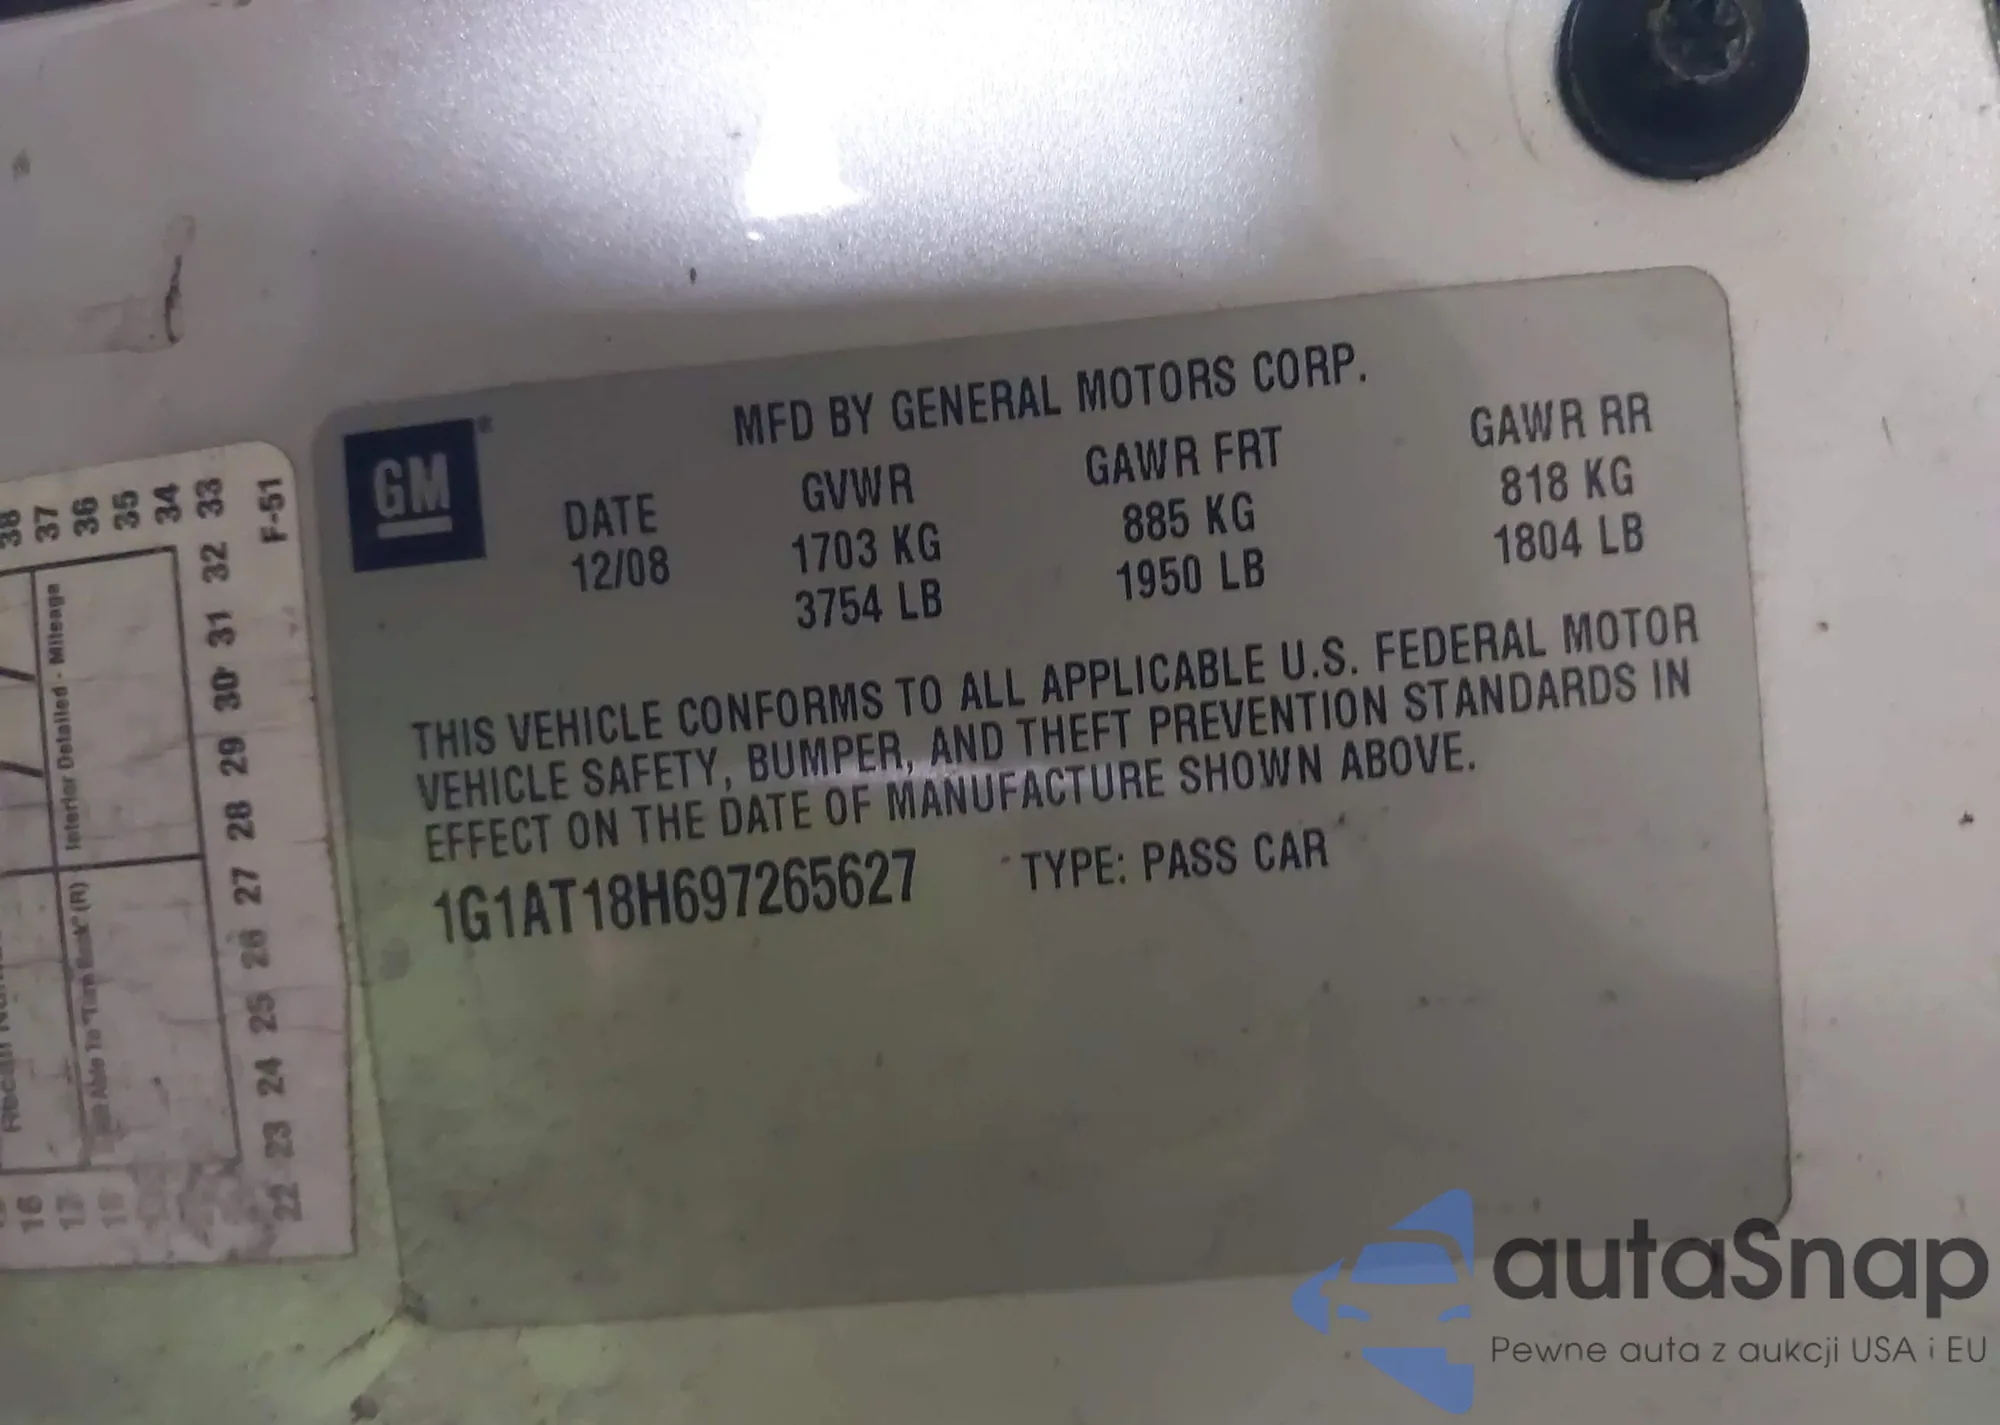 MFD BY GENERAL MOTORS CORP.
GM®
DATE GVWR GAWR FRT GAWR RR
12/08 1703 KG 885 KG 818 KG
3754 LB 1950 LB 1804 LB
THIS VEHICLE CONFORMS TO ALL APPLICABLE U.S. FEDERAL MOTOR
VEHICLE SAFETY, BUMPER, AND THEFT PREVENTION STANDARDS IN
EFFECT ON THE DATE OF MANUFACTURE SHOWN ABOVE.
1G1AT18H697265627 TYPE: PASS CAR
38 37 36 35 34 33
F-51
32 31 30 29 28 27 26 25 24 23 22
Interior Detailed - Mileage
Able To
16 17
autaSnap
Pewne auta z aukcji USA i EU